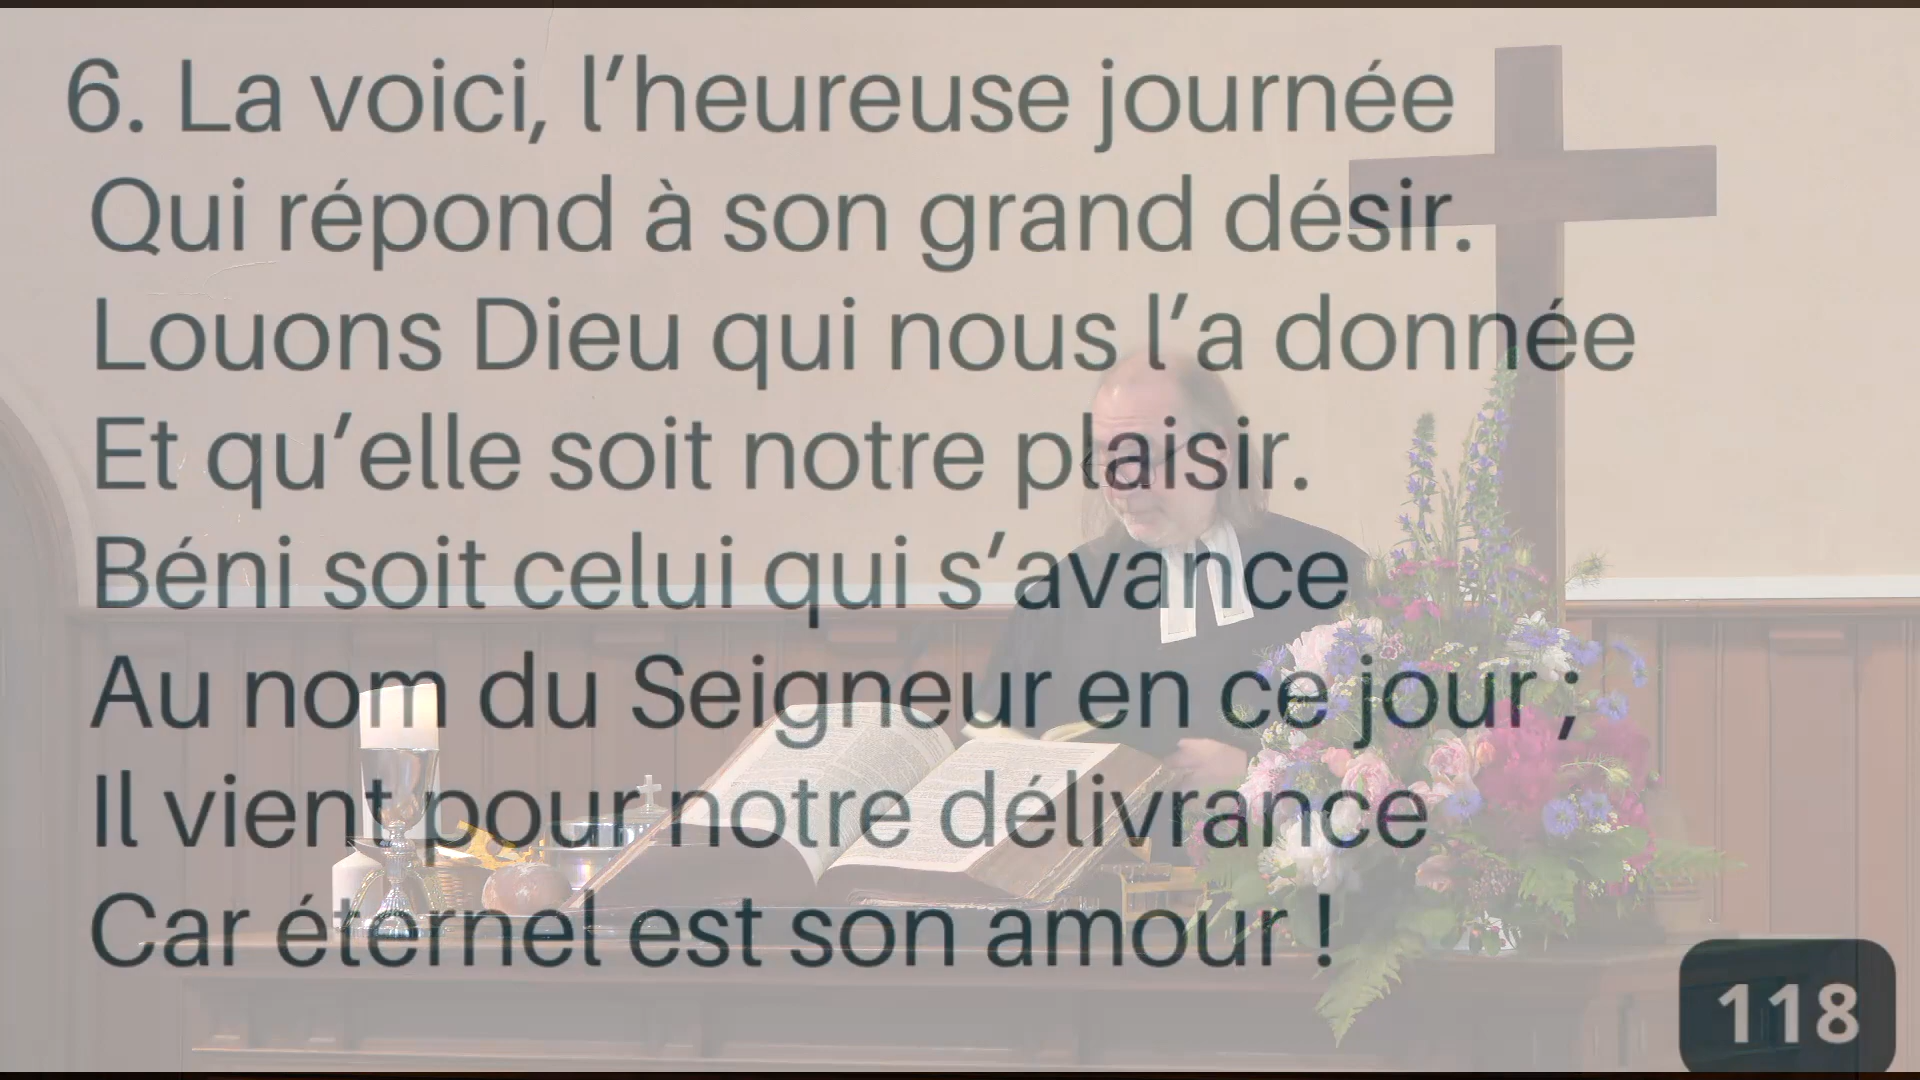 6. La voici, l’heureuse journée
Qui répond à son grand désir.
Louons Dieu qui nous l’a donnée
Et qu’elle soit notre plaisir.
Béni soit celui qui s’avance
Au nom du Seigneur en ce jour ;
Il vient pour notre délivrance
Car éternel est son amour !
118